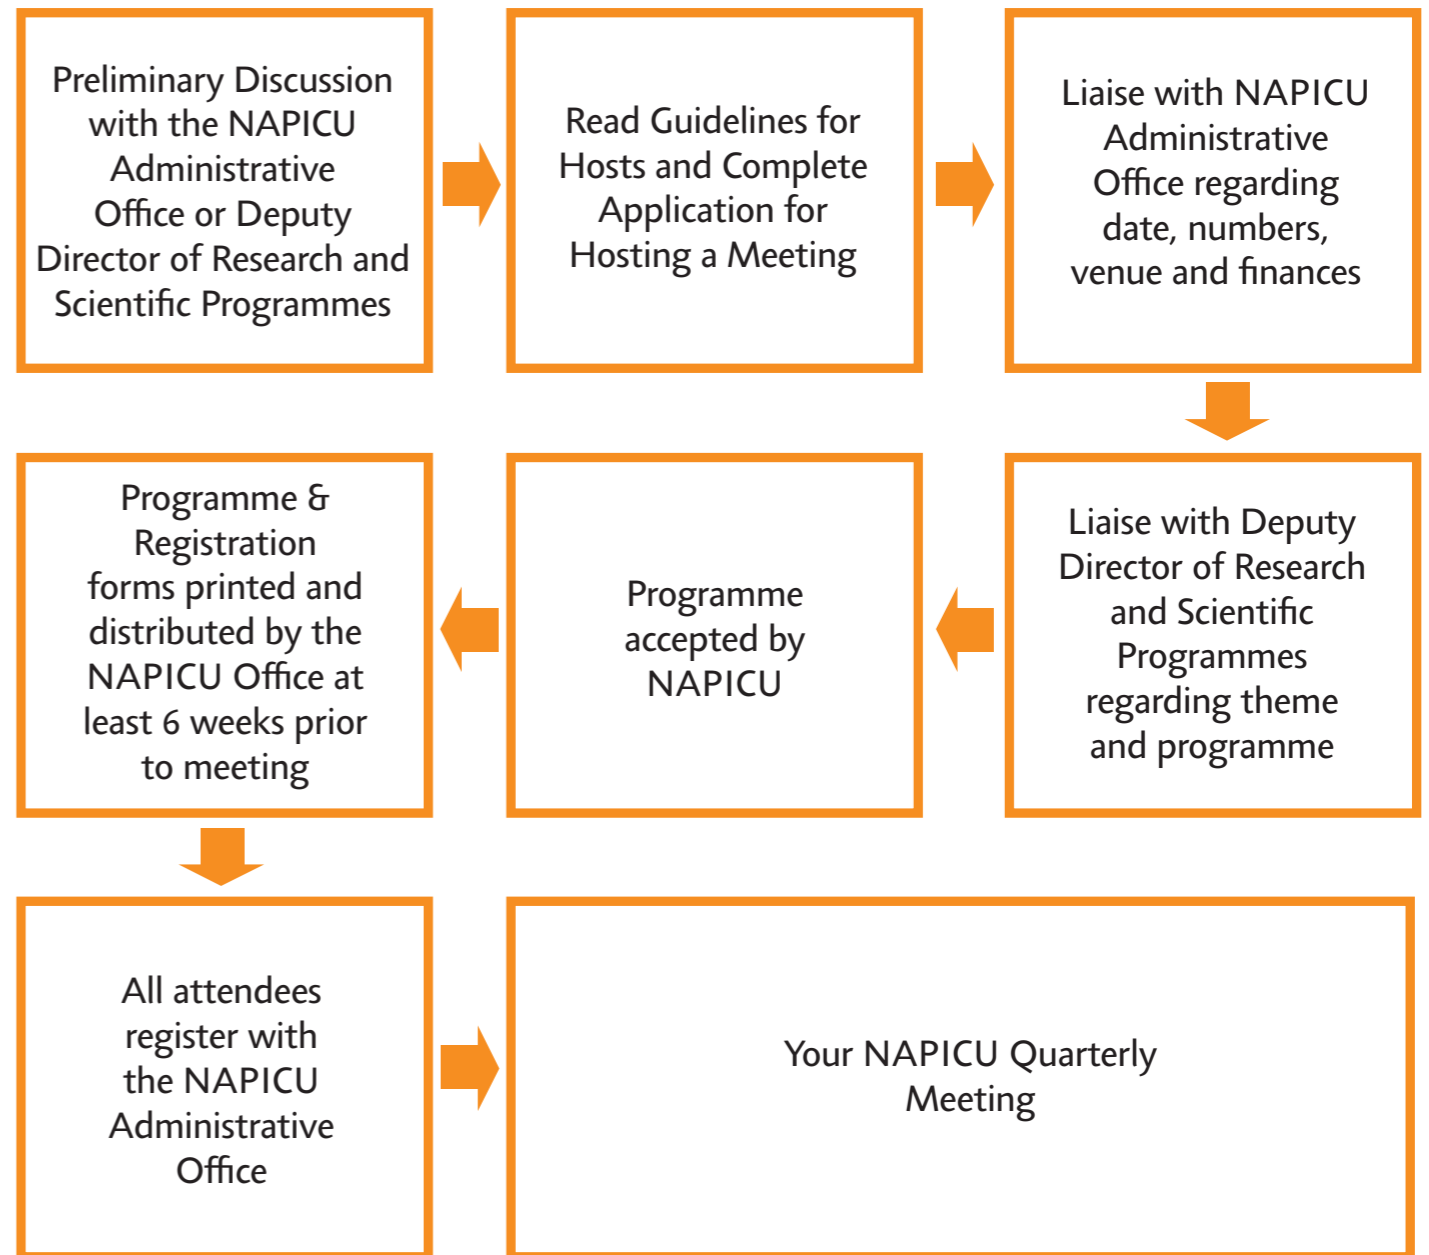 Preliminary Discussion
with the NAPICU
Administrative
Office or Deputy
Director of Research and
Scientific Programmes
Read Guidelines for
Hosts and Complete
Application for
Hosting a Meeting
Liaise with NAPICU
Administrative
Office regarding
date, numbers,
venue and finances
Liaise with Deputy
Director of Research
and Scientific
Programmes
regarding theme
and programme
Programme
accepted by
NAPICU
Programme &
Registration
forms printed and
distributed by the
NAPICU Office at
least 6 weeks prior
to meeting
All attendees
register with
the NAPICU
Administrative
Office
Your NAPICU Quarterly
Meeting